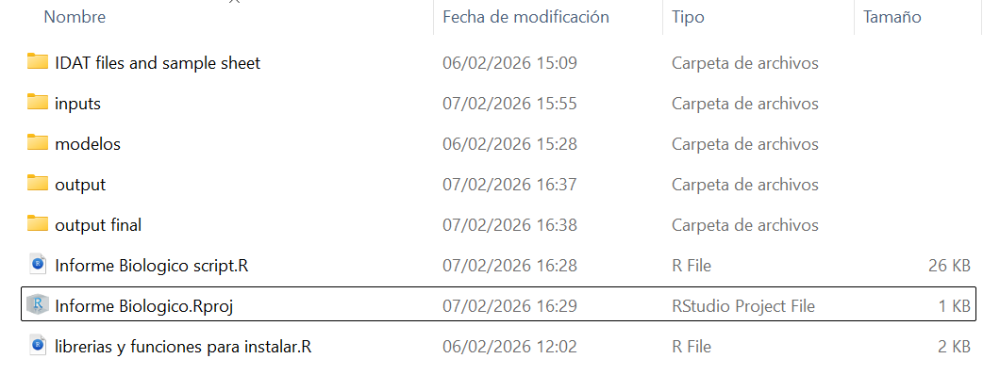 Nombre Fecha de modificación Tipo Tamaño
IDAT files and sample sheet 06/02/2026 15:09 Carpeta de archivos
inputs 07/02/2026 15:55 Carpeta de archivos
modelos 06/02/2026 15:28 Carpeta de archivos
output 07/02/2026 16:37 Carpeta de archivos
output final 07/02/2026 16:38 Carpeta de archivos
Informe Biologico script.R 07/02/2026 16:28 R File 26 KB
Informe Biologico.Rproj 07/02/2026 16:29 RStudio Project File 1 KB
librerias y funciones para instalar.R 06/02/2026 12:02 R File 2 KB